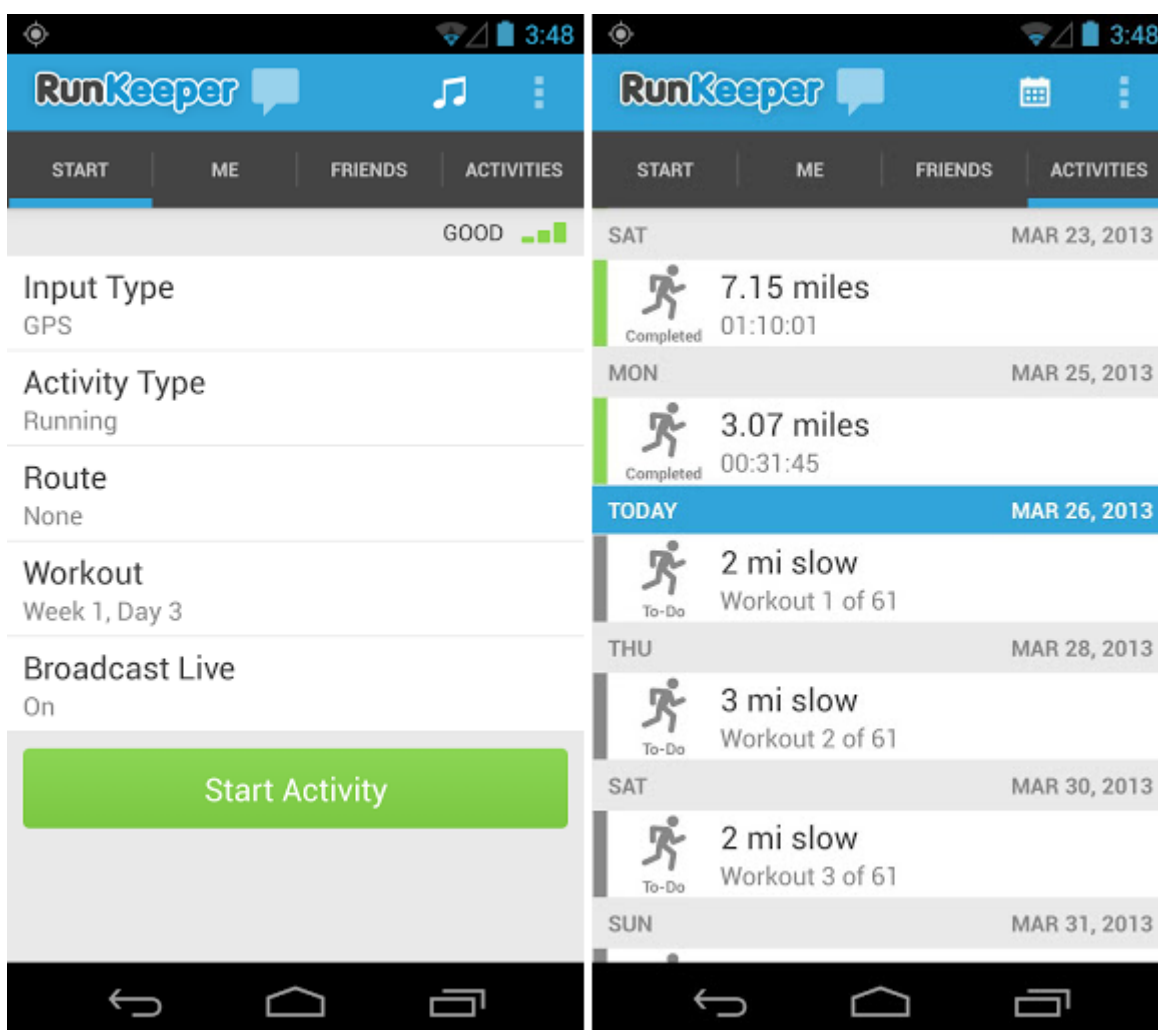 3:48
RunKeeper
START ME FRIENDS ACTIVITIES
GOOD
Input Type
GPS
Activity Type
Running
Route
None
Workout
Week 1, Day 3
Broadcast Live
On
Start Activity
3:48
RunKeeper
START ME FRIENDS ACTIVITIES
SAT MAR 23, 2013
7.15 miles
Completed 01:10:01
MON MAR 25, 2013
3.07 miles
Completed 00:31:45
TODAY MAR 26, 2013
2 mi slow
To-Do Workout 1 of 61
THU MAR 28, 2013
3 mi slow
To-Do Workout 2 of 61
SAT MAR 30, 2013
2 mi slow
To-Do Workout 3 of 61
SUN MAR 31, 2013